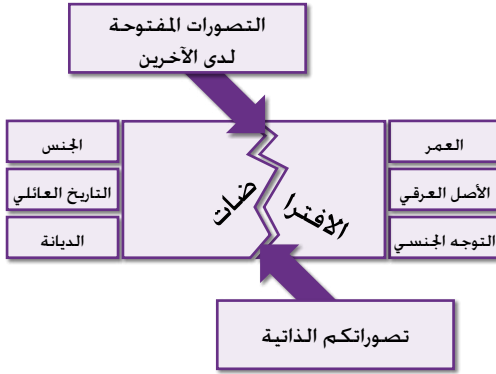 التصورات المفتوحة
لدى الآخرين
العمر
الأصل العرقي
التوجه الجنسي
الافترا
ضات
الجنس
التاريخ العائلي
الديانة
تصوراتكم الذاتية